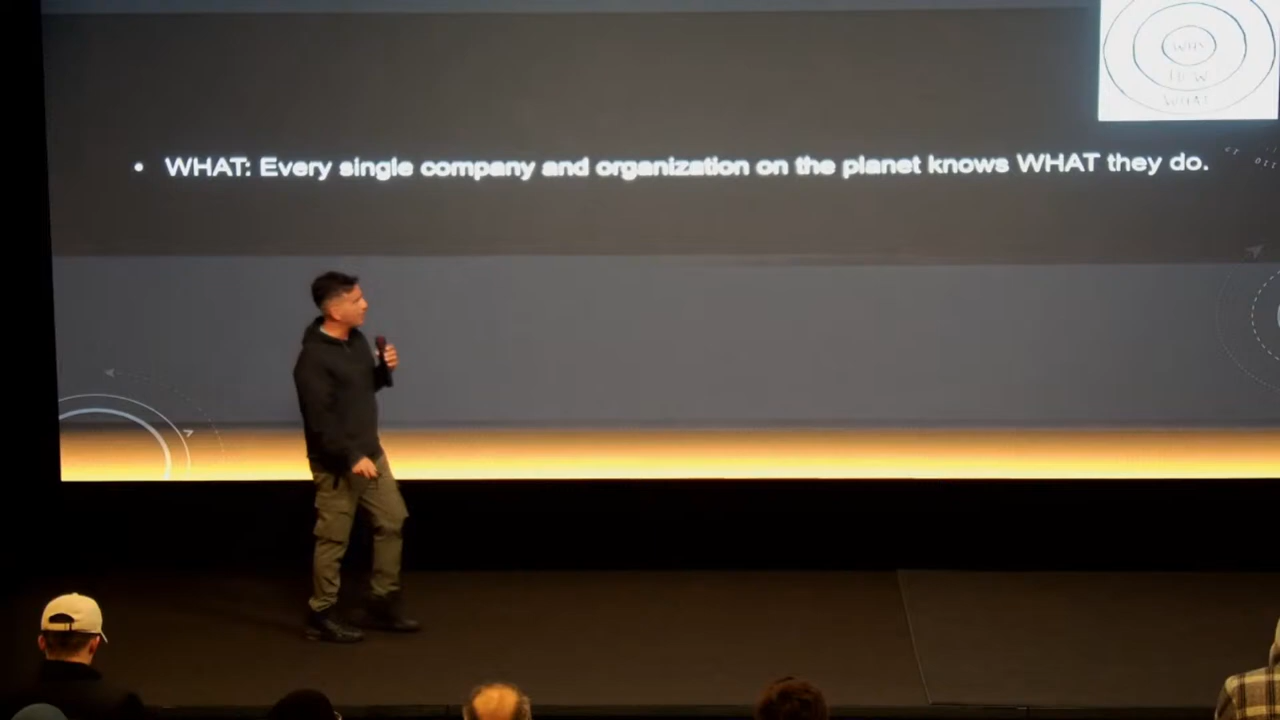 WHY
HOW
WHAT
• WHAT: Every single company and organization on the planet knows WHAT they do.